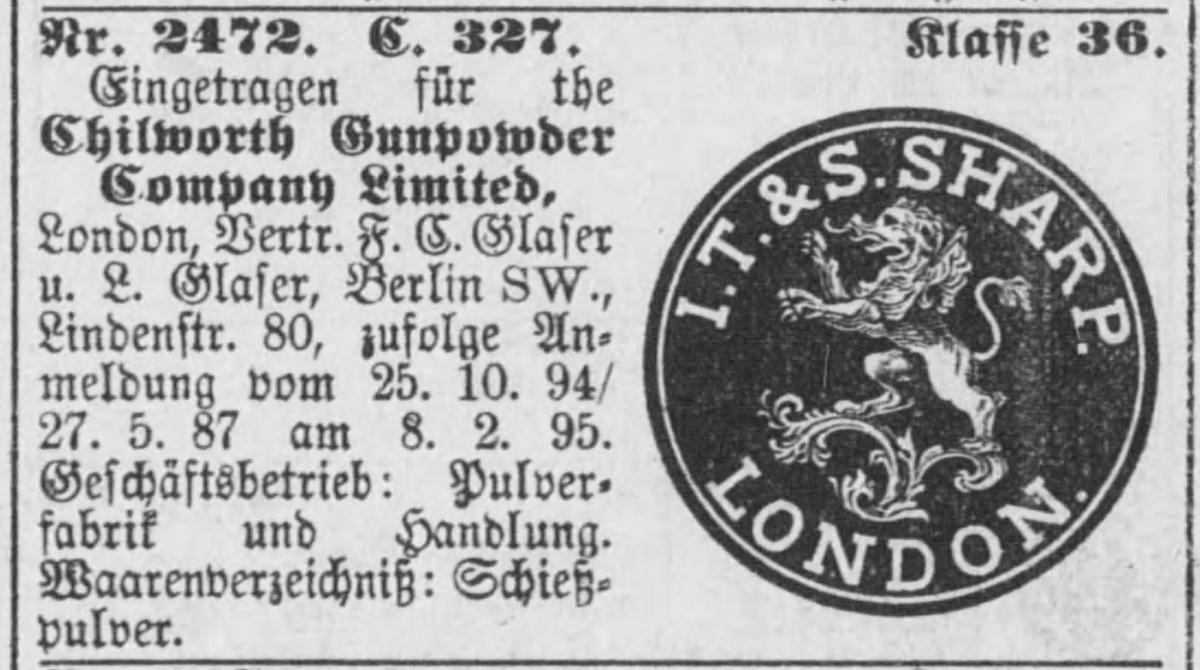 Nr. 2472. C. 327. Klasse 36.
Eingetragen für the
Chilworth Gunpowder
Company Limited,
London, Vertr. F. C. Glaser
u. L. Glaser, Berlin SW.,
Lindenstr. 80, zufolge An-
meldung vom 25. 10. 94/
27. 5. 87 am 8. 2. 95.
Geschäftsbetrieb: Pulver-
fabrik und Handlung.
Waarenverzeichniß: Schieß-
pulver.
I. T. & S. SHARP.
LONDON.